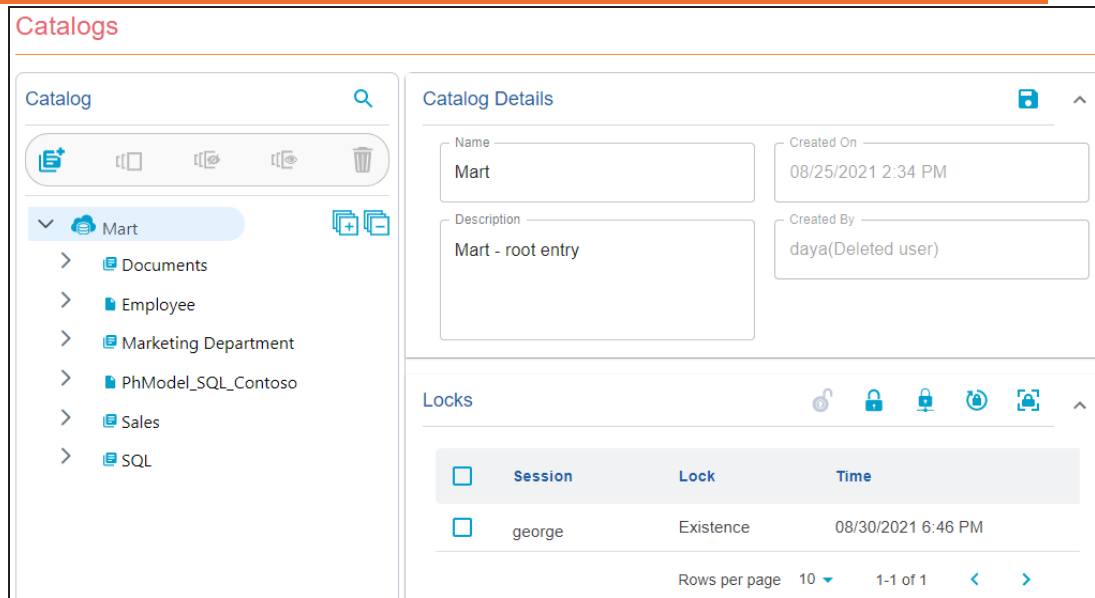 Catalogs
Catalog
Mart
Documents
Employee
Marketing Department
PhModel_SQL_Contoso
Sales
SQL
Catalog Details
Name
Mart
Created On
08/25/2021 2:34 PM
Description
Mart - root entry
Created By
daya(Deleted user)
Locks
Session Lock Time
george Existence 08/30/2021 6:46 PM
Rows per page 10 1-1 of 1